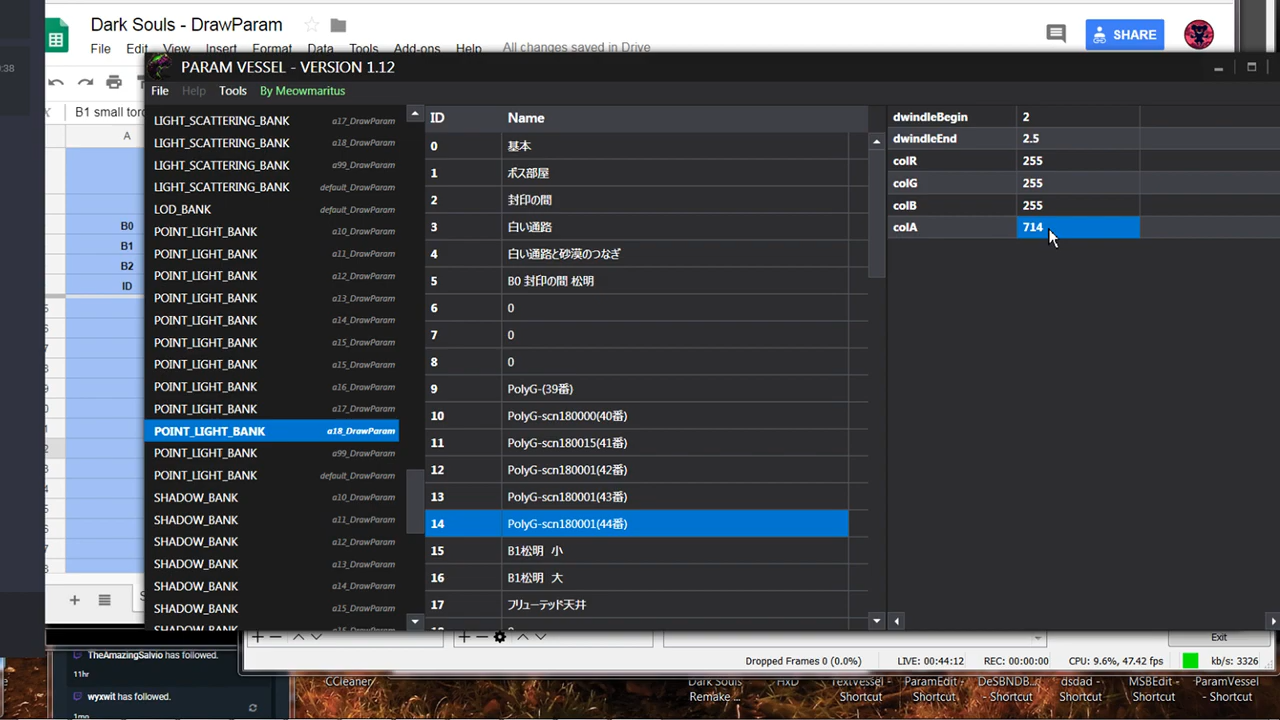 Dark Souls - DrawParam
File Edit View Insert Format Data Tools Add-ons Help All changes saved in Drive
SHARE
B1 small torc
A
B0
B1
B2
ID
PARAM VESSEL - VERSION 1.12
File Help Tools By Meowmaritus
LIGHT_SCATTERING_BANK a17_DrawParam
LIGHT_SCATTERING_BANK a18_DrawParam
LIGHT_SCATTERING_BANK a99_DrawParam
LIGHT_SCATTERING_BANK default_DrawParam
LOD_BANK default_DrawParam
POINT_LIGHT_BANK a10_DrawParam
POINT_LIGHT_BANK a11_DrawParam
POINT_LIGHT_BANK a12_DrawParam
POINT_LIGHT_BANK a13_DrawParam
POINT_LIGHT_BANK a14_DrawParam
POINT_LIGHT_BANK a15_DrawParam
POINT_LIGHT_BANK a15_DrawParam
POINT_LIGHT_BANK a16_DrawParam
POINT_LIGHT_BANK a17_DrawParam
POINT_LIGHT_BANK a18_DrawParam
POINT_LIGHT_BANK a99_DrawParam
POINT_LIGHT_BANK default_DrawParam
SHADOW_BANK a10_DrawParam
SHADOW_BANK a11_DrawParam
SHADOW_BANK a12_DrawParam
SHADOW_BANK a13_DrawParam
SHADOW_BANK a14_DrawParam
SHADOW_BANK a15_DrawParam
ID Name
0 基本
1 ボス部屋
2 封印の間
3 白い通路
4 白い通路と砂漠のつなぎ
5 B0 封印の間 松明
6 0
7 0
8 0
9 PolyG-(39番)
10 PolyG-scn180000(40番)
11 PolyG-scn180015(41番)
12 PolyG-scn180001(42番)
13 PolyG-scn180001(43番)
14 PolyG-scn180001(44番)
15 B1松明 小
16 B1松明 大
17 フリューテッド天井
dwindleBegin 2
dwindleEnd 2.5
colR 255
colG 255
colB 255
colA 714
Exit
Dropped Frames 0 (0.0%) LIVE: 00:44:12 REC: 00:00:00 CPU: 9.6%, 47.42 fps kb/s: 3326
TheAmazingSalvio has followed.
11hr
wyxwit has followed.
1mo
CCleaner
Dark Souls Remake ...
HxD
TextVessel - Shortcut
ParamEdit - Shortcut
DeSBNDB... - Shortcut
dsdad - Shortcut
MSBEdit - Shortcut
ParamVessel - Shortcut